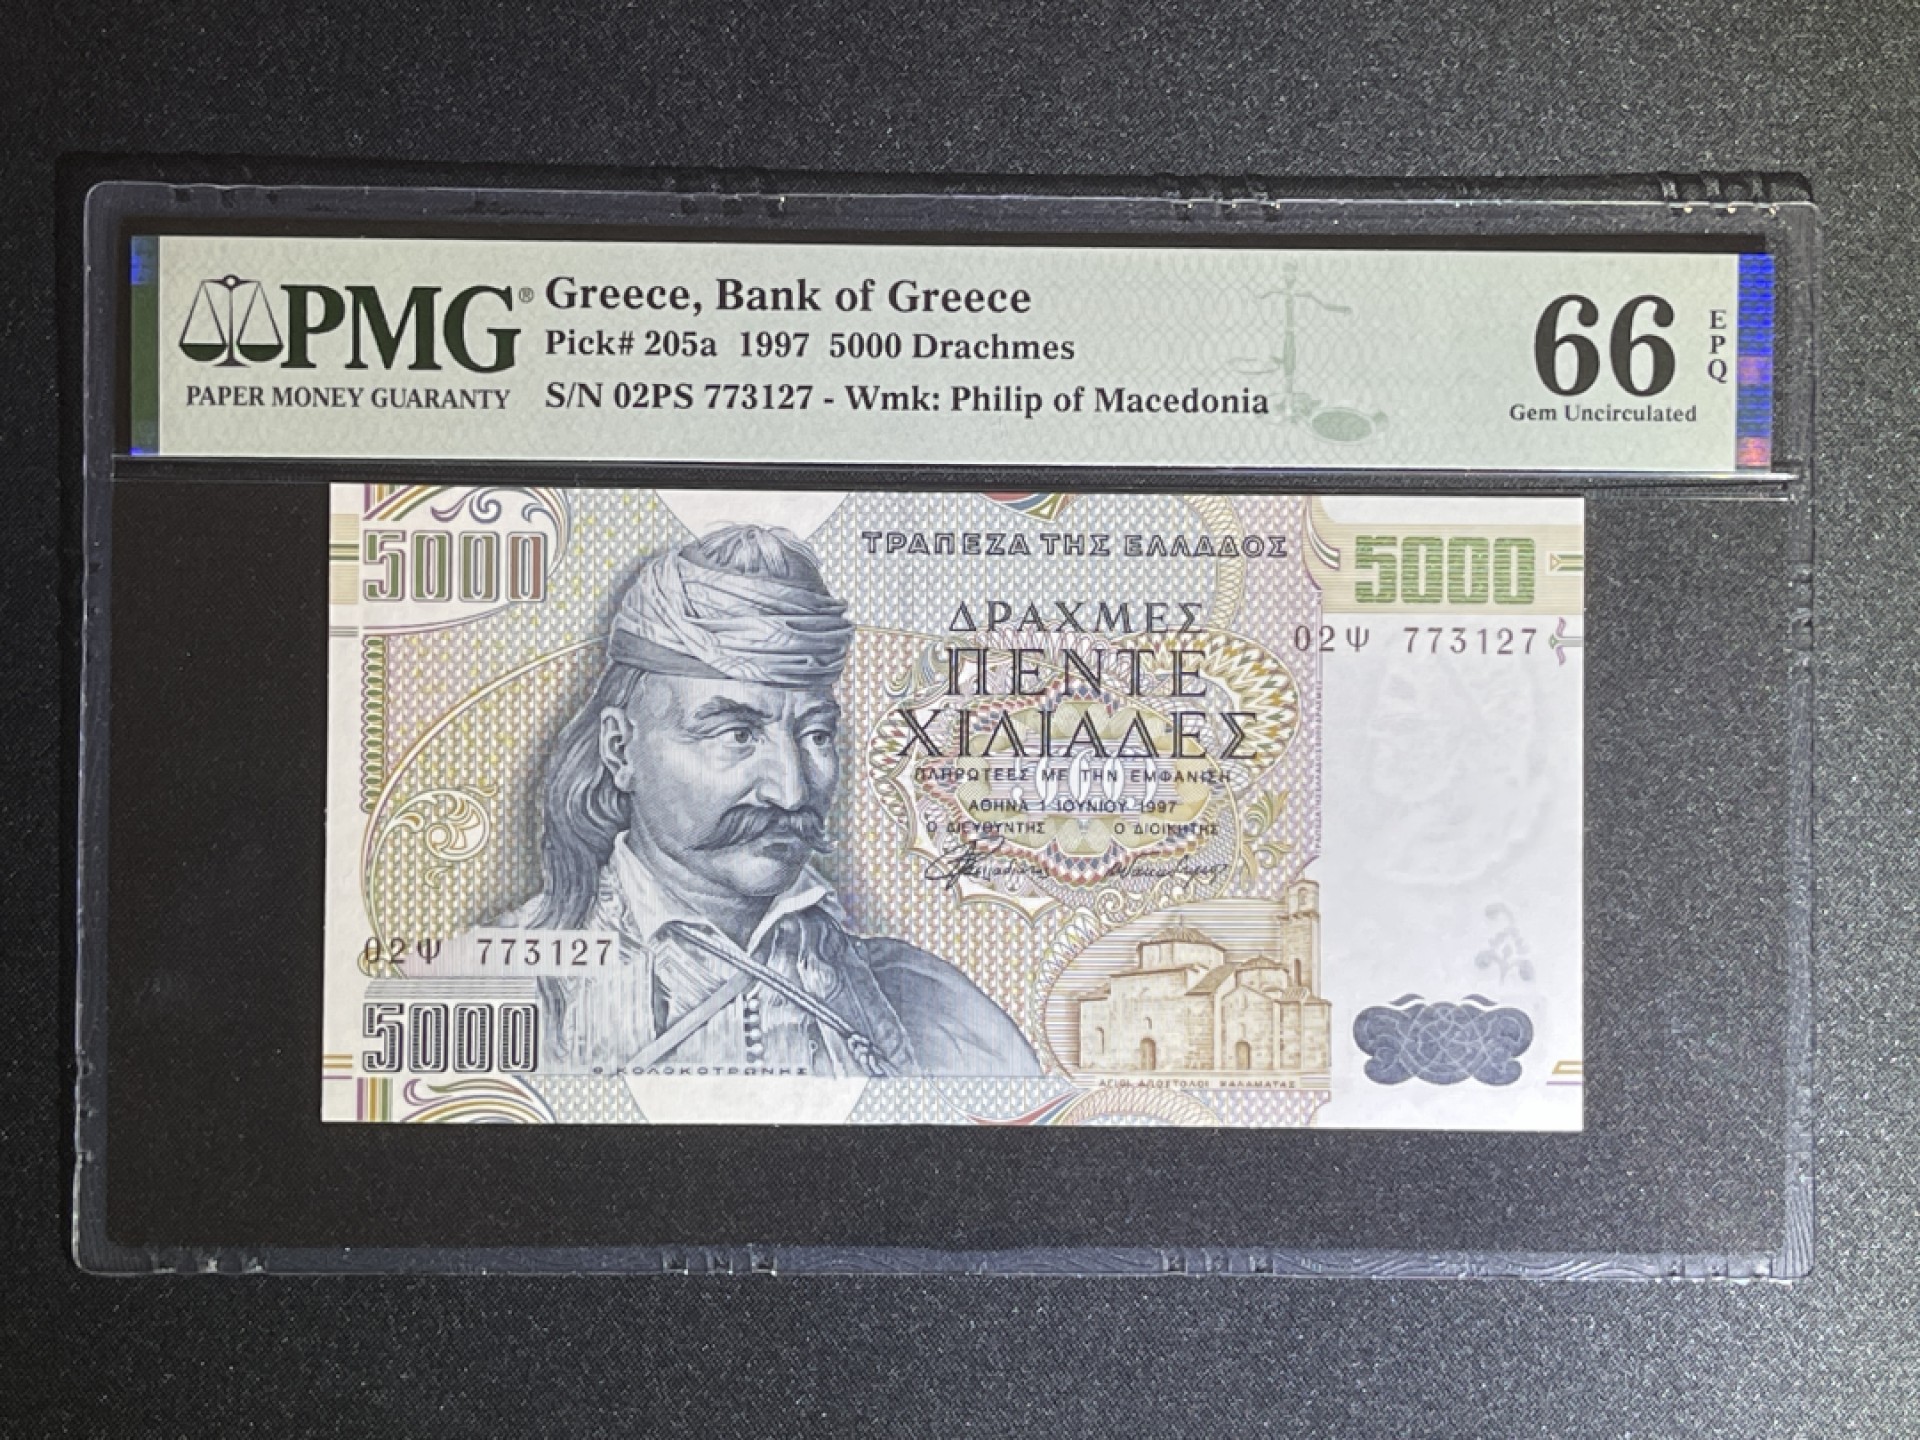 PMG®
PAPER MONEY GUARANTY
Greece, Bank of Greece
Pick# 205a 1997 5000 Drachmes
S/N 02PS 773127 - Wmk: Philip of Macedonia
66
EPQ
Gem Uncirculated
5000
ΤΡΑΠΕΖΑ ΤΗΣ ΕΛΛΑΔΟΣ
5000
ΔΡΑΧΜΕΣ
02Ψ 773127
ΠΕΝΤΕ
ΧΙΛΙΑΔΕΣ
ΠΛΗΡΩΤΕΕΣ ΜΕ ΤΗΝ ΕΜΦΑΝΙΣΗ
5000
ΑΘΗΝΑ 1 ΙΟΥΝΙΟΥ 1997
Ο ΔΙΕΥΘΥΝΤΗΣ Ο ΔΙΟΙΚΗΤΗΣ
02Ψ 773127
5000
Θ. ΚΟΛΟΚΟΤΡΩΝΗΣ
ΑΓΙΟΙ ΑΠΟΣΤΟΛΟΙ ΚΑΛΑΜΑΤΑΣ